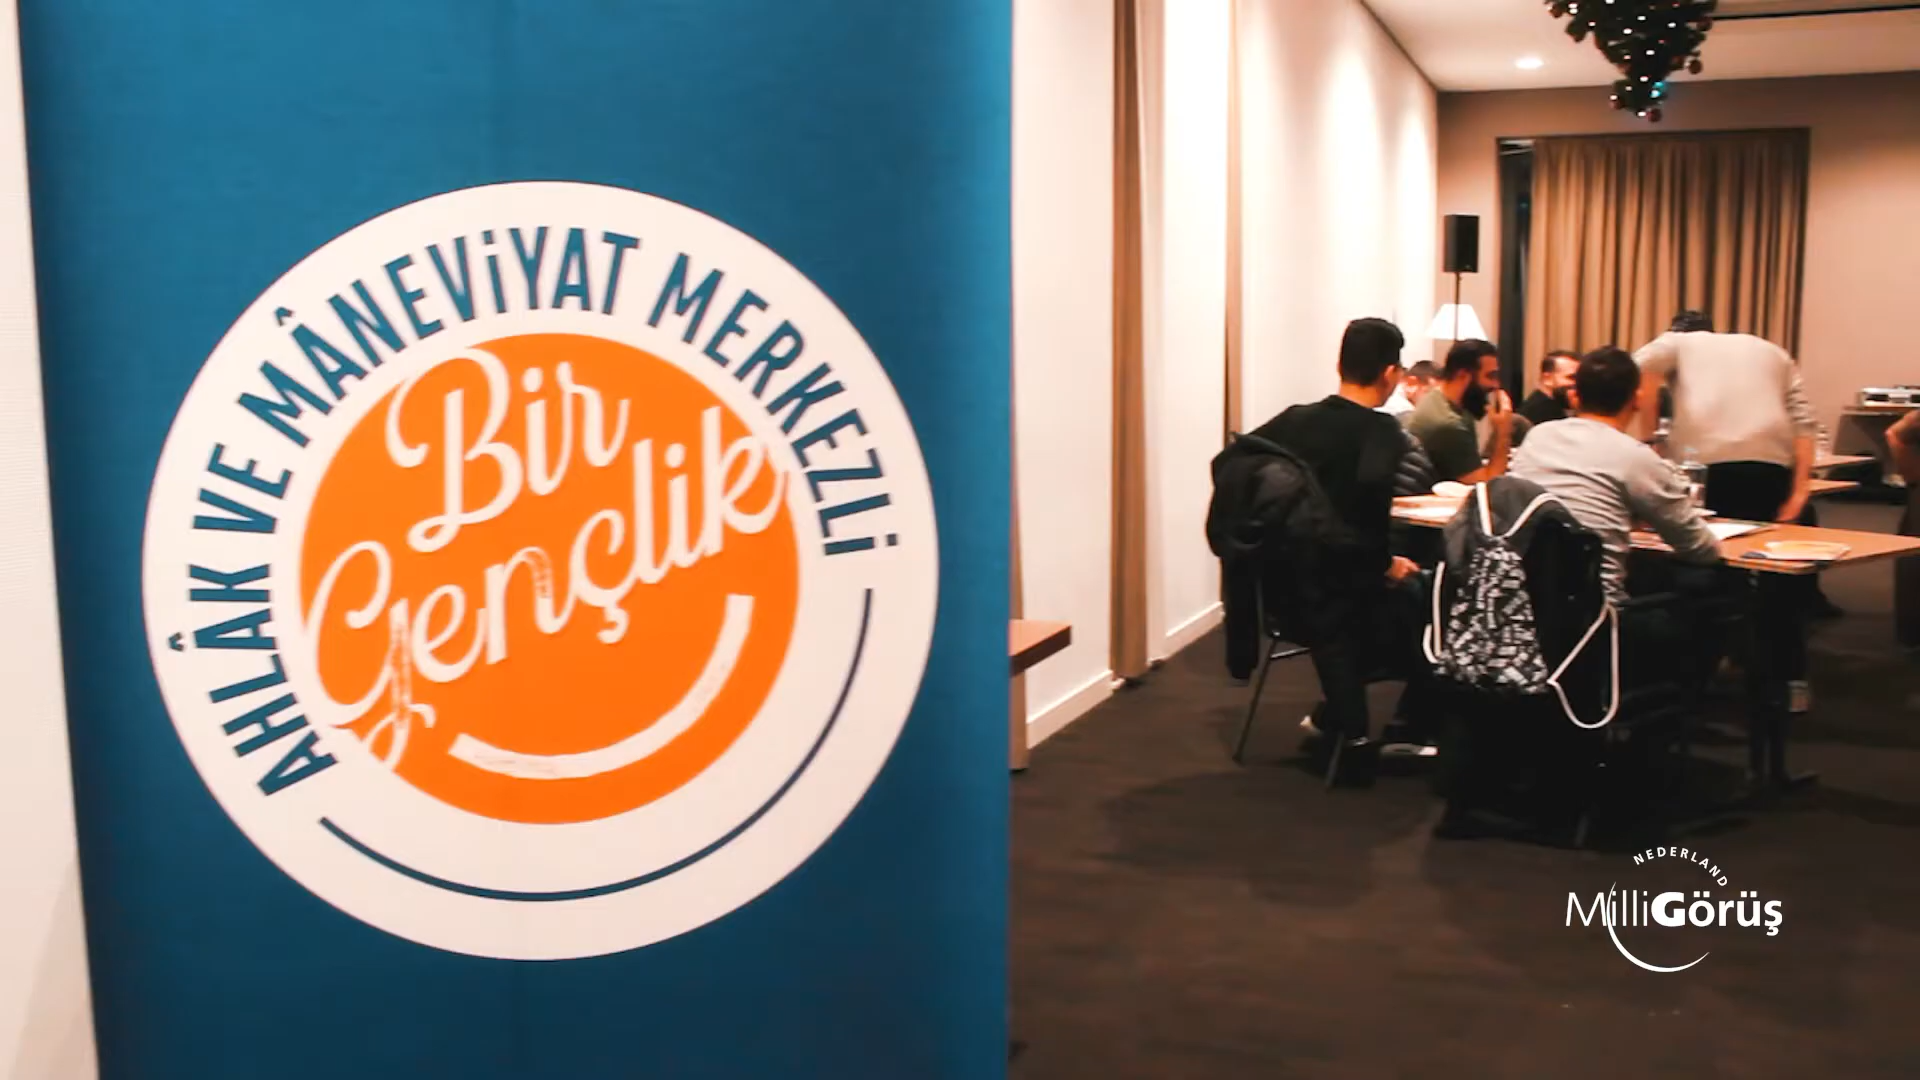 AHLÂK VE MÂNEVİYAT MERKEZLİ
Bir
Gençlik
NEDERLAND
MilliGörüş